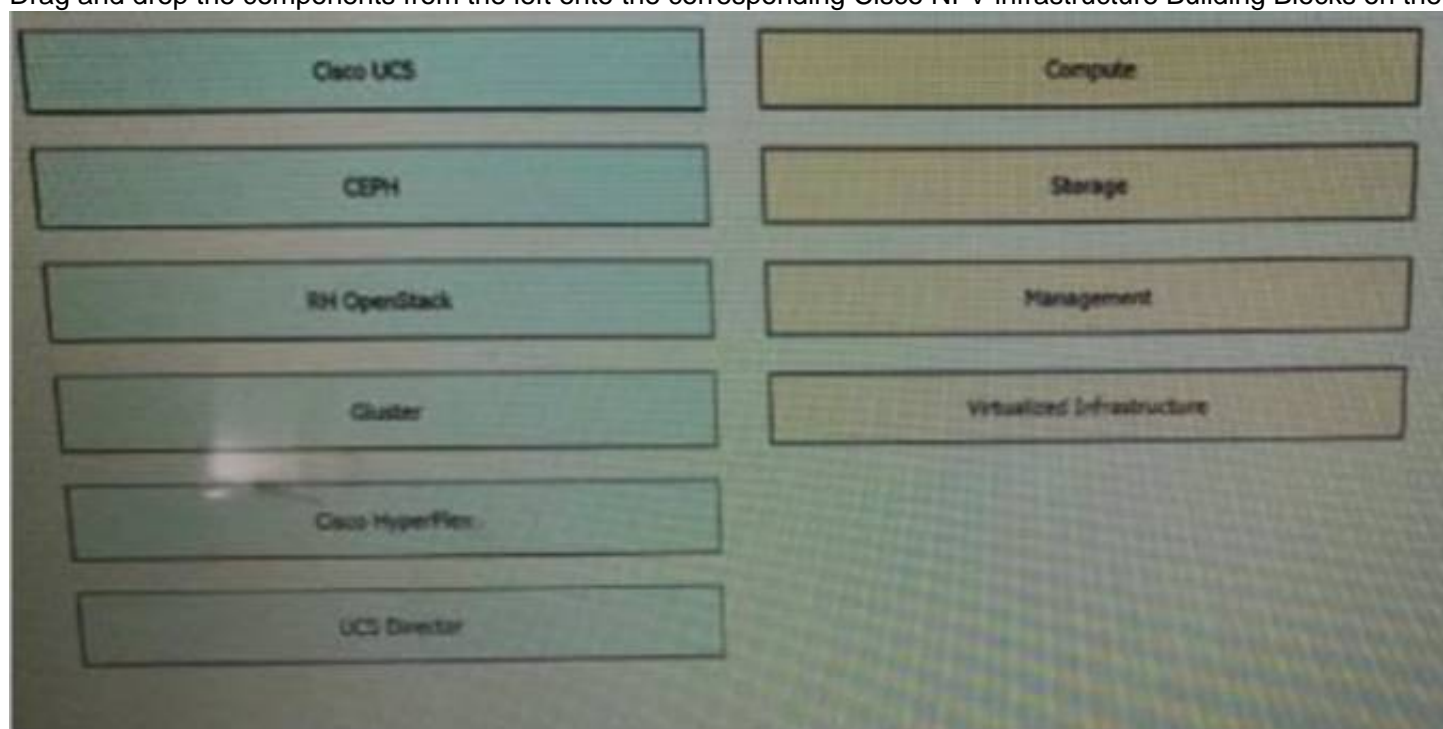 Drag and drop the components from the left onto the corresponding Cisco NFV Infrastructure Building Blocks on the
Cisco UCS
Compute
CEPH
Storage
RH OpenStack
Management
Gluster
Virtualized Infrastructure
Cisco HyperFlex
UCS Director